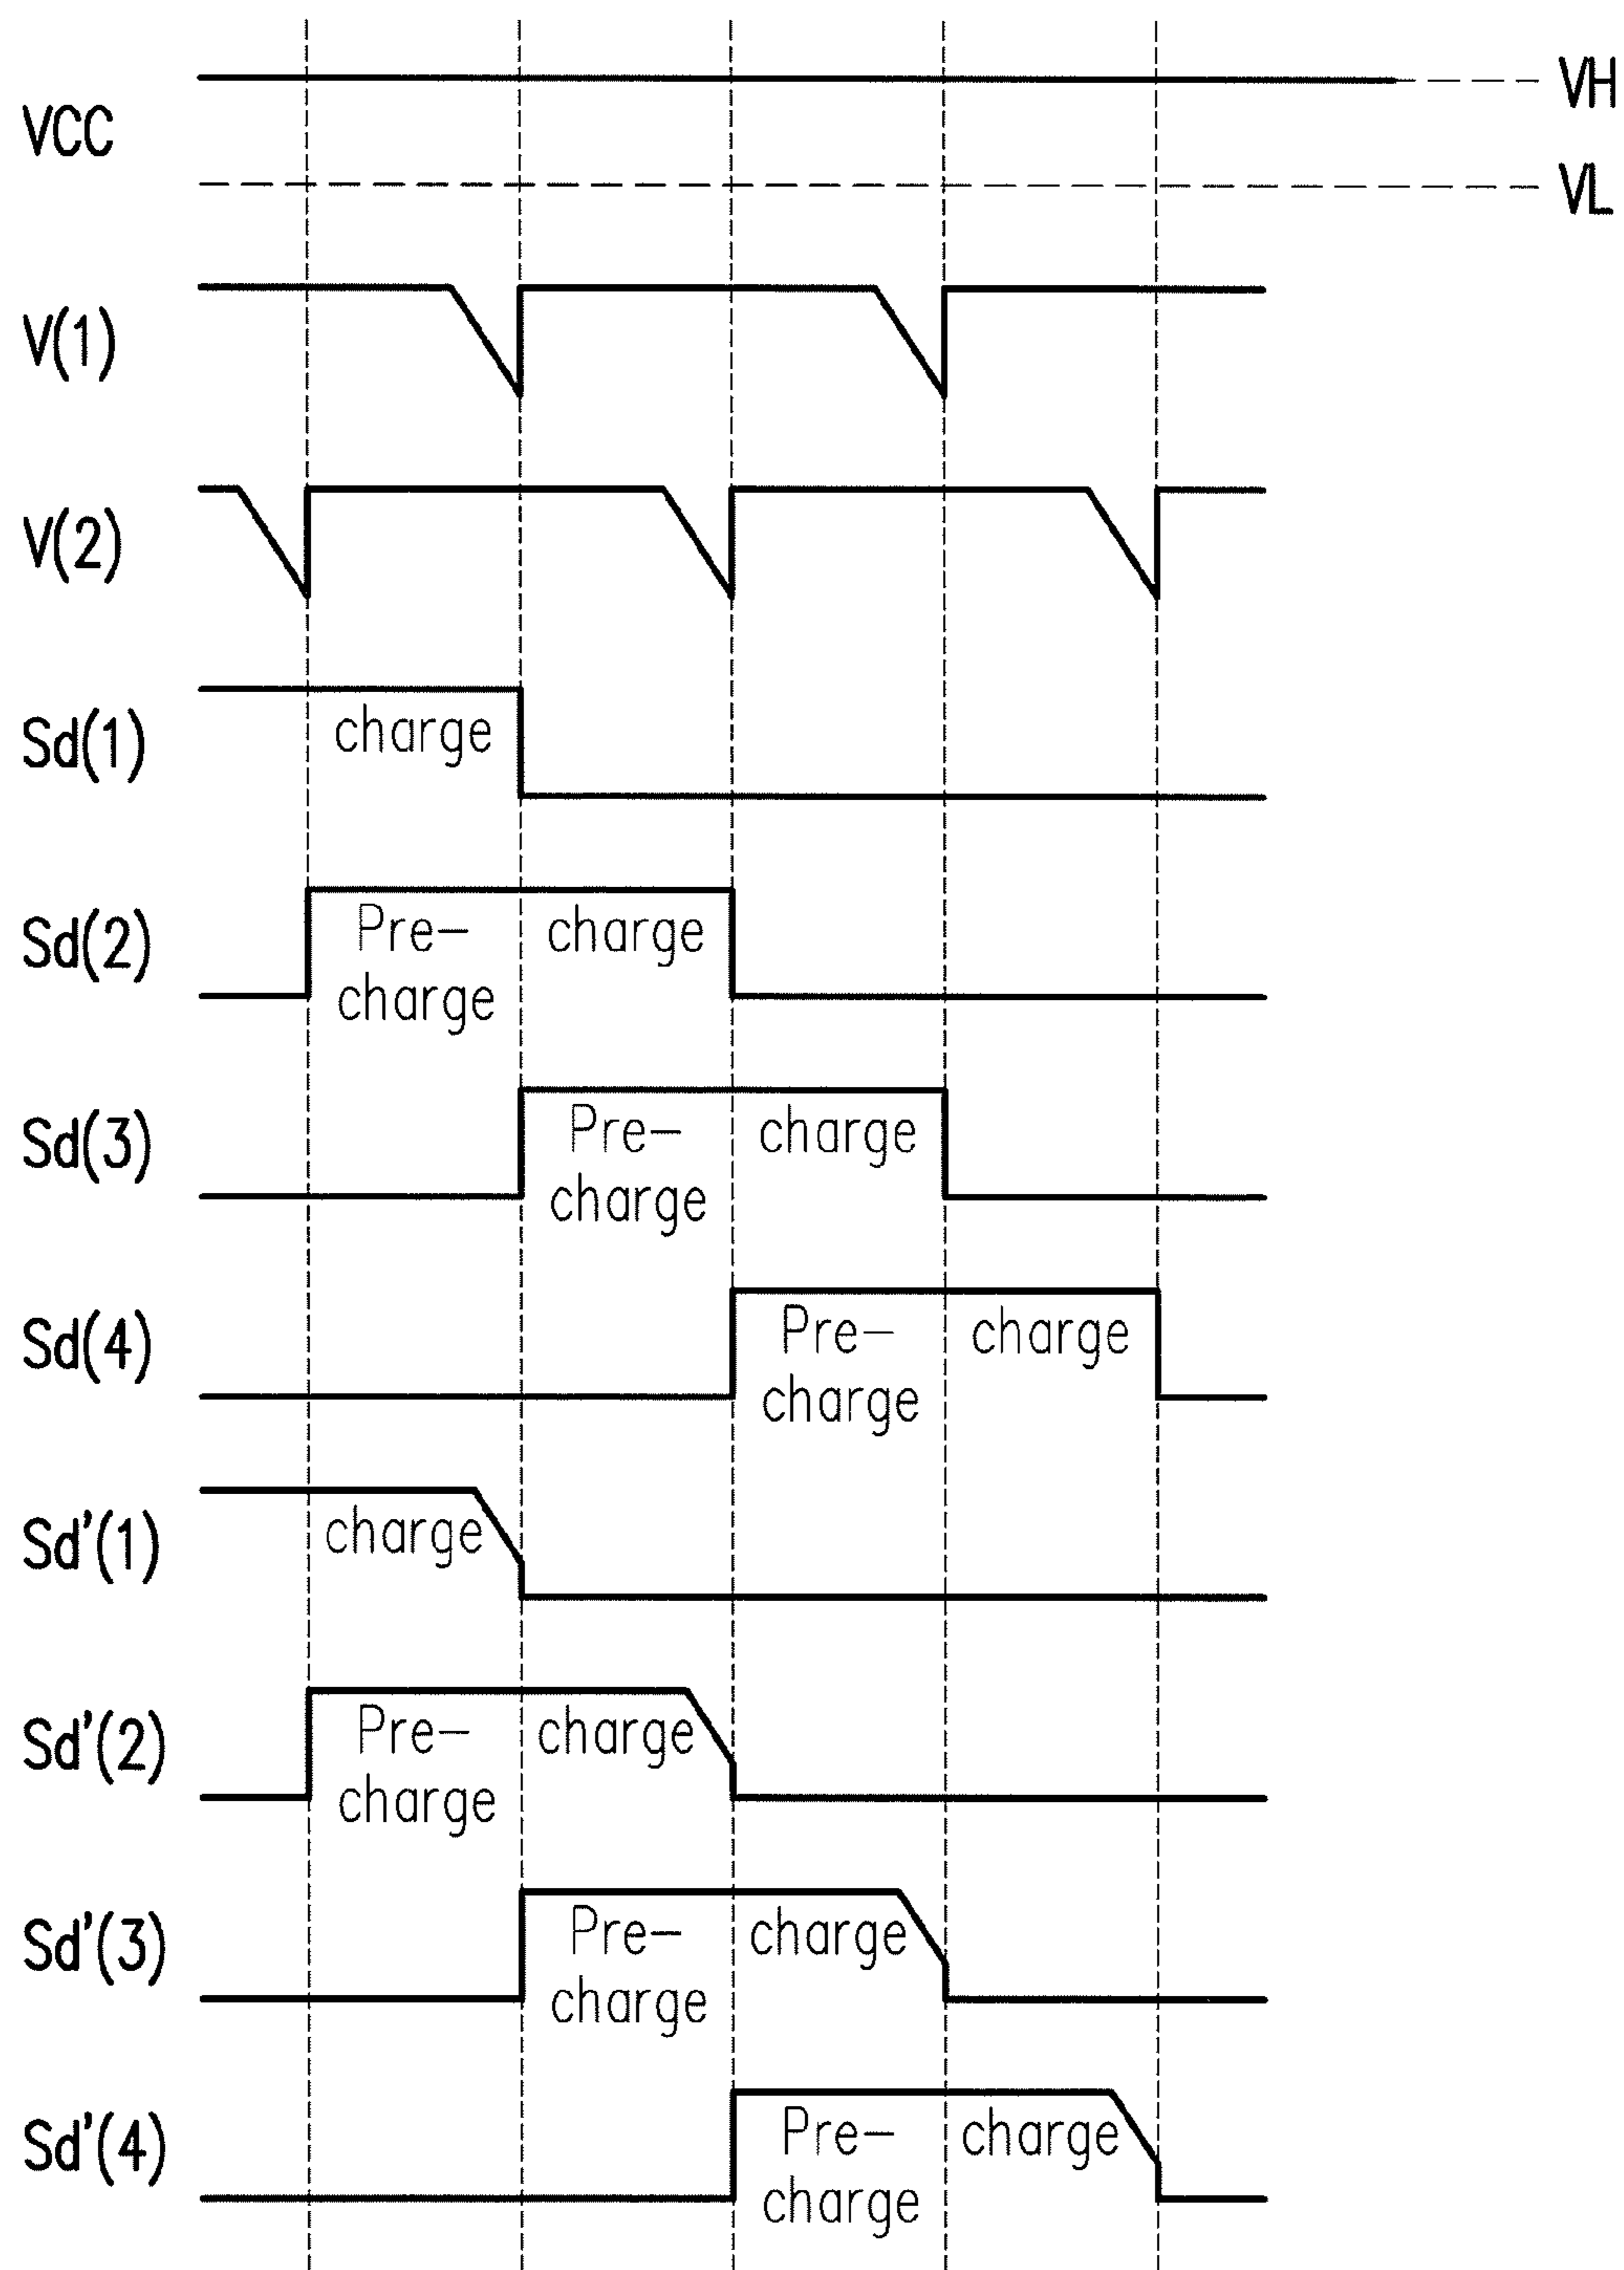 VH
VCC
VL
V(1)
V(2)
Sd(1)
charge
Sd(2)
Pre-
charge
charge
Sd(3)
Pre-
charge
charge
Sd(4)
Pre-
charge
charge
Sd'(1)
charge
Sd'(2)
Pre-
charge
charge
Sd'(3)
Pre-
charge
charge
Sd'(4)
Pre-
charge
charge